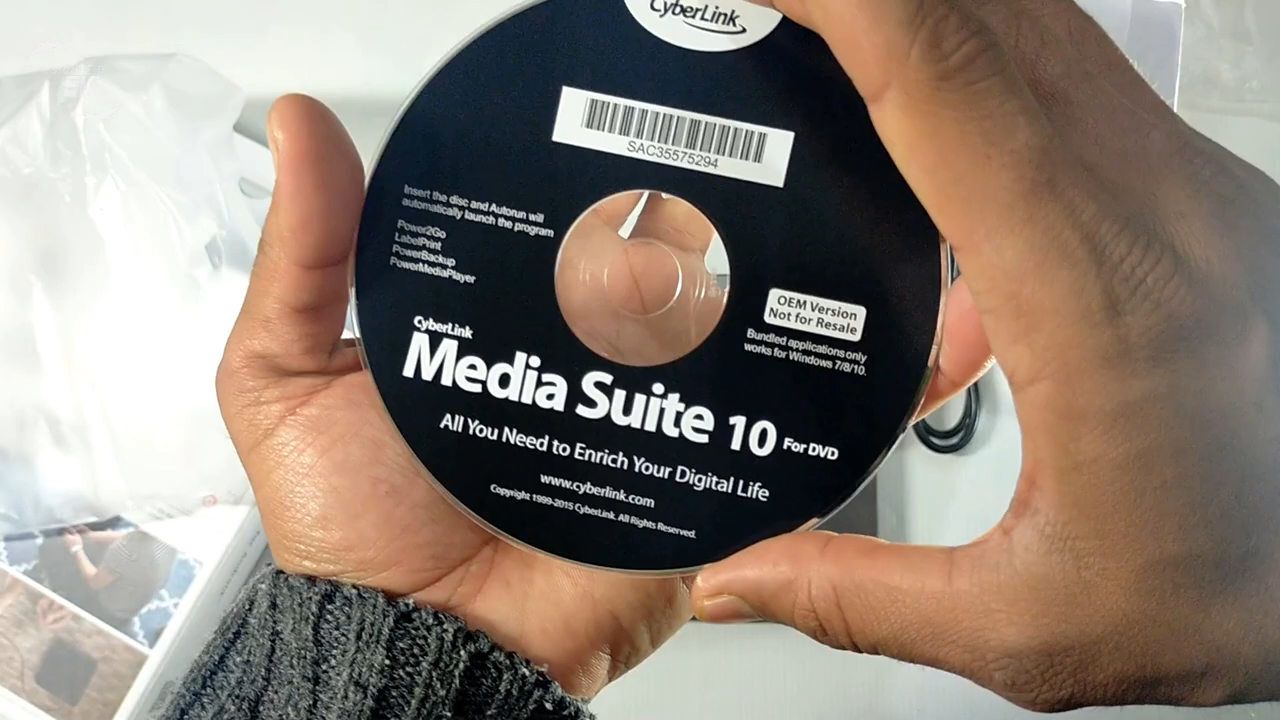 CyberLink
SAC35575294
Insert the disc and Autorun will
automatically launch the program
Power2Go
LabelPrint
PowerBackup
PowerMediaPlayer
OEM Version
Not for Resale
Bundled applications only
works for Windows 7/8/10.
CyberLink
Media Suite 10 For DVD
All You Need to Enrich Your Digital Life
www.cyberlink.com
Copyright 1999-2015 CyberLink. All Rights Reserved.